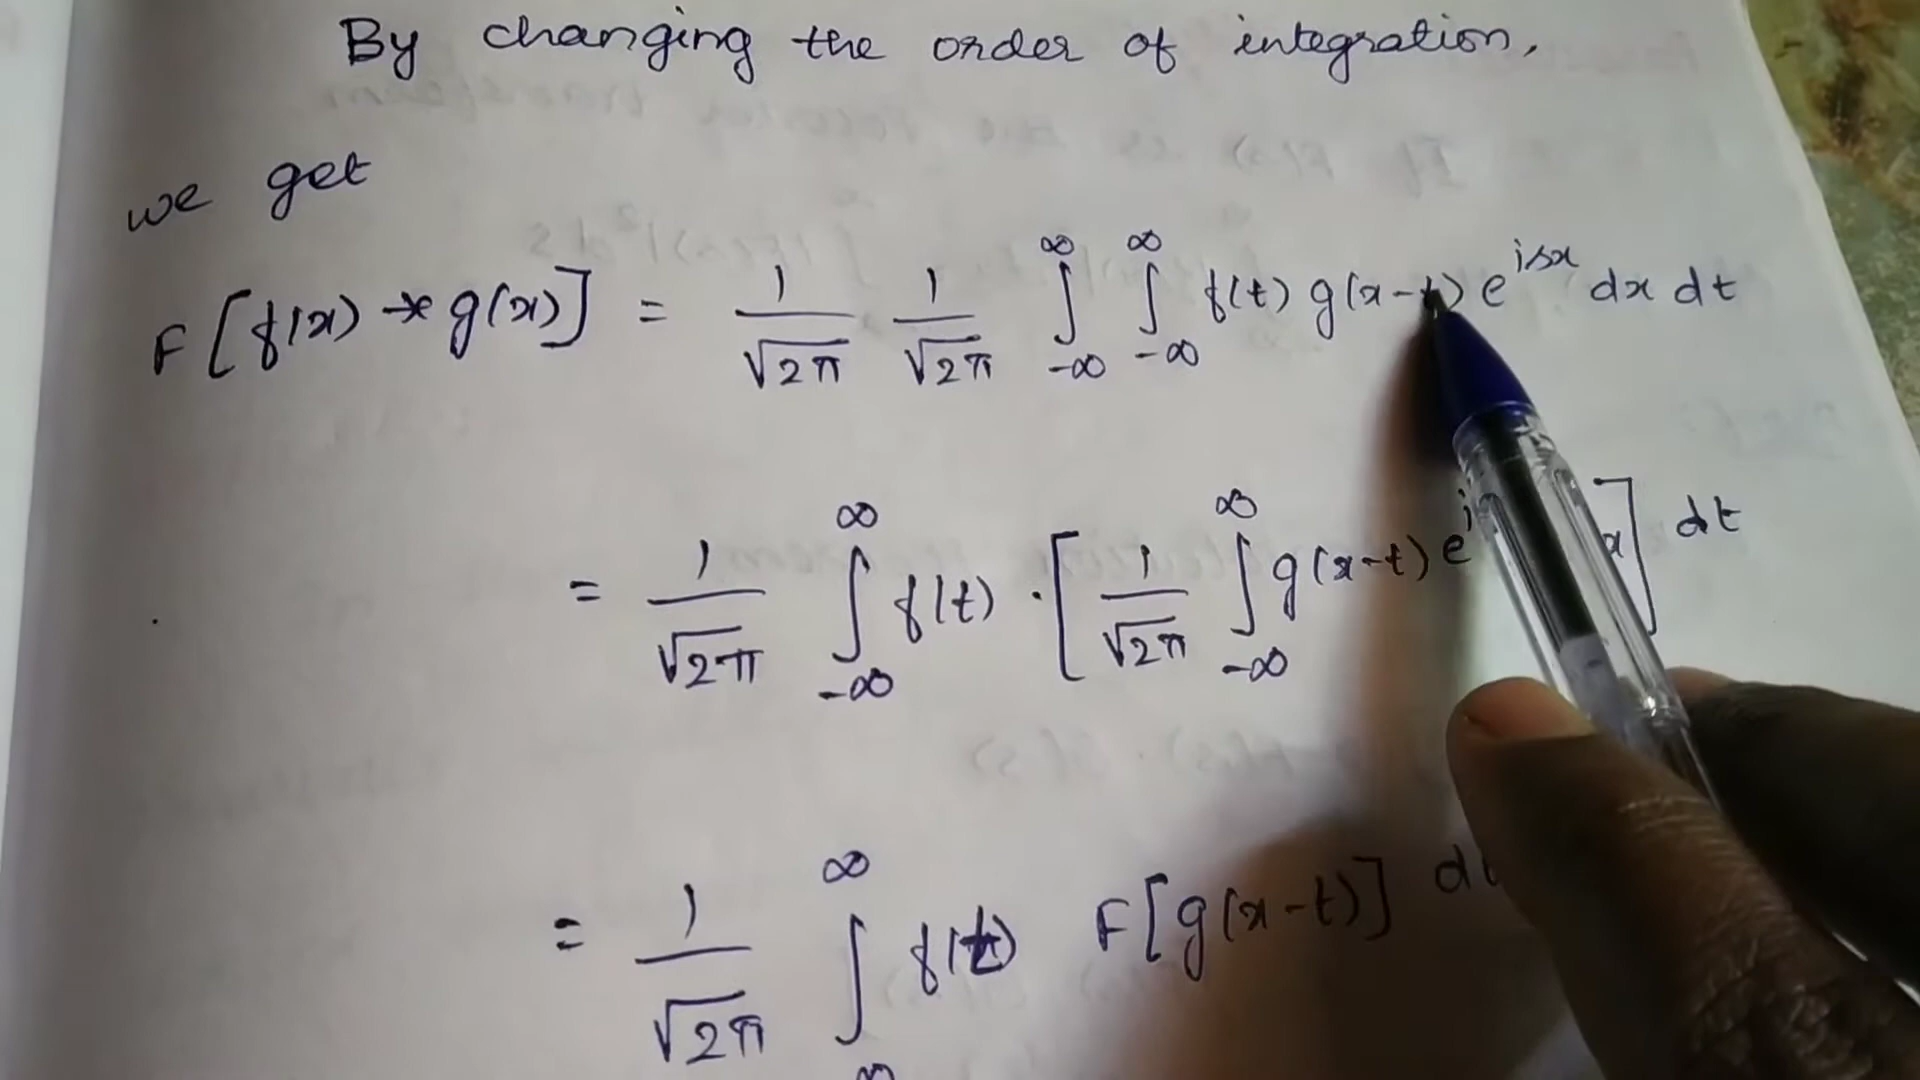 By changing the order of integration,
we get
F[f(x) * g(x)] = 1/√2π 1/√2π ∫_{-∞}^{∞} ∫_{-∞}^{∞} f(t) g(x-t) e^{isx} dx dt
= 1/√2π ∫_{-∞}^{∞} f(t) · [1/√2π ∫_{-∞}^{∞} g(x-t) e^{i x] dt
= 1/√2π ∫_{-∞}^{∞} f(t) F[g(x-t)] dt